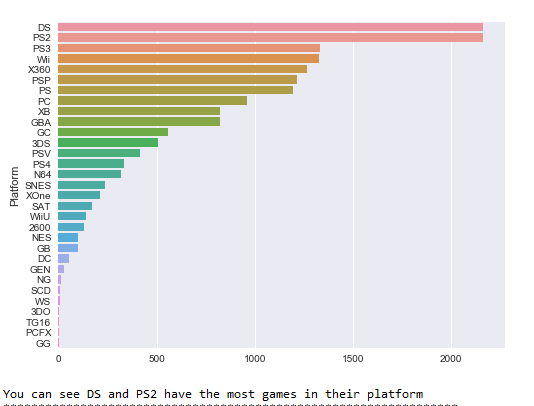 DS
PS2
PS3
Wii
X360
PSP
PS
PC
XB
GBA
GC
3DS
PSV
PS4
N64
SNES
XOne
SAT
WiiU
2600
NES
GB
DC
GEN
NG
SCD
WS
3DO
TG16
PCFX
GG
Platform
0 500 1000 1500 2000
You can see DS and PS2 have the most games in their platform